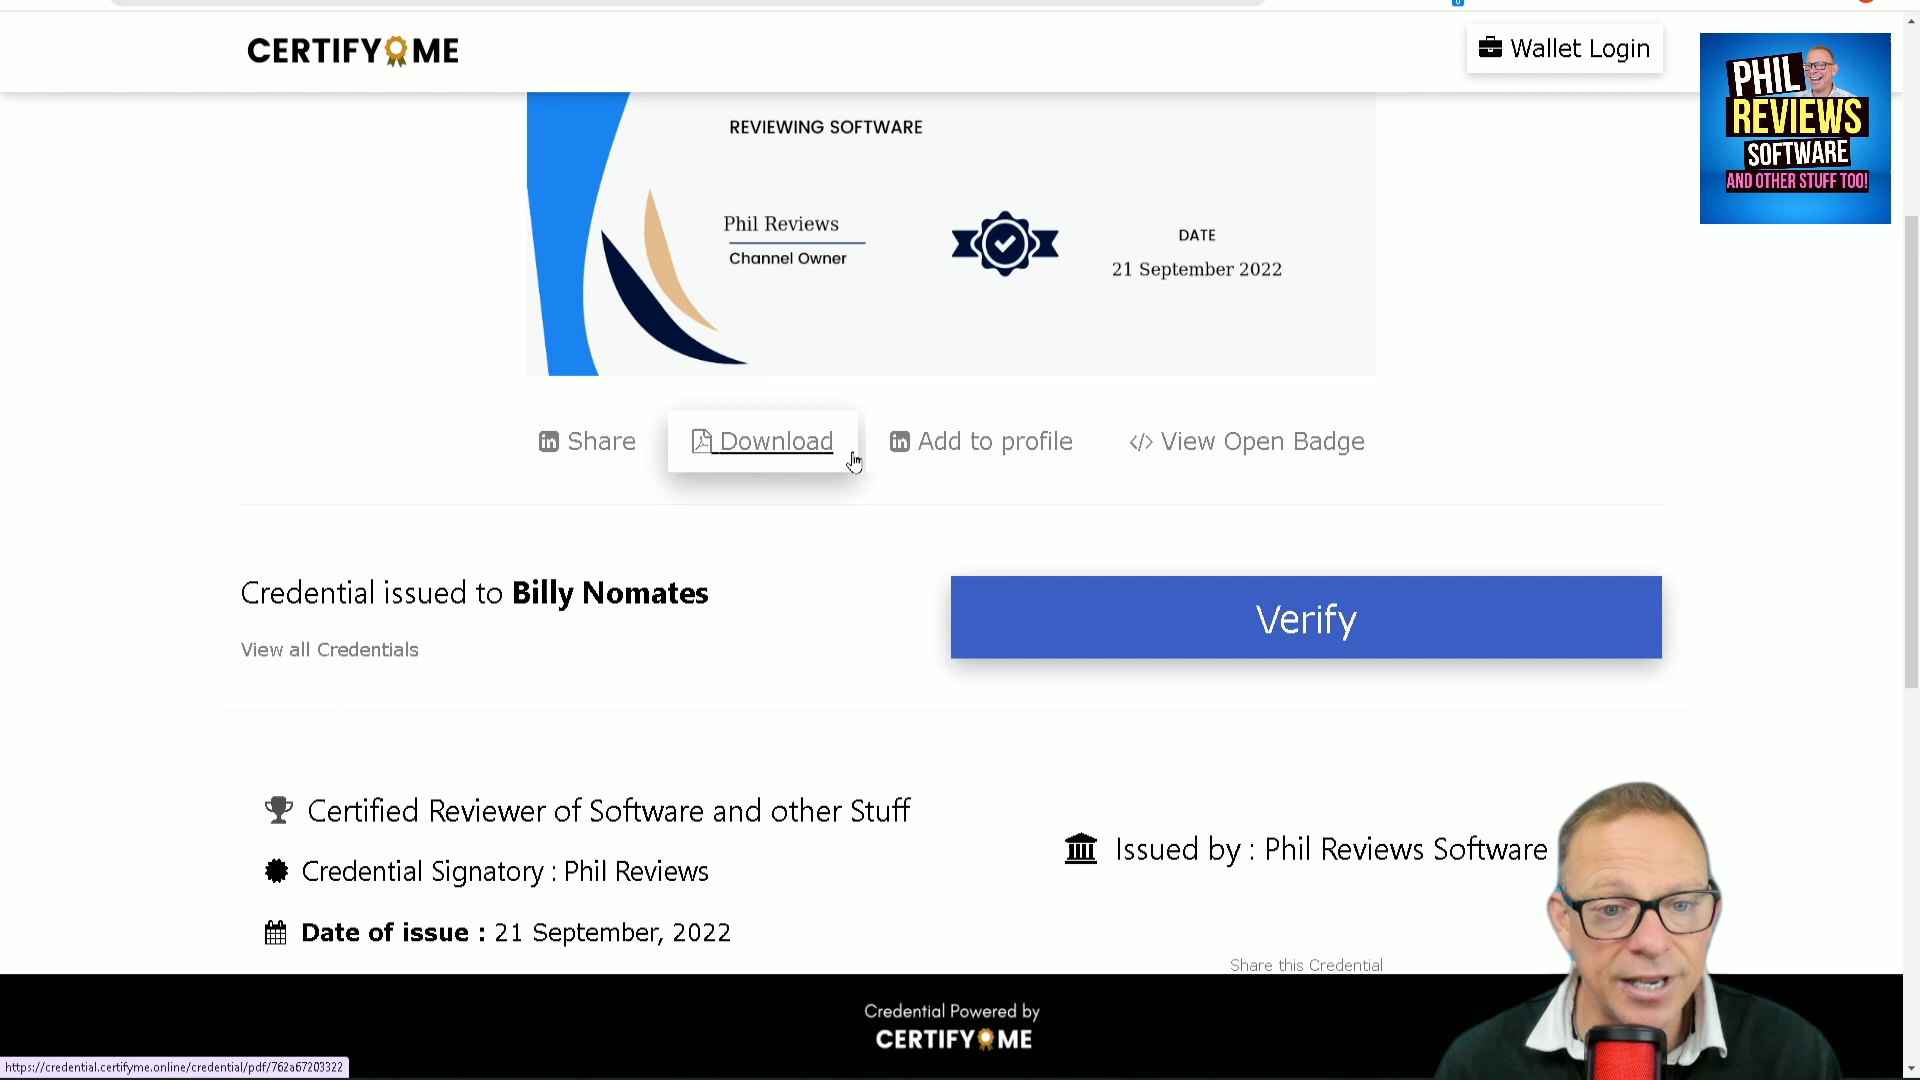 CERTIFY ME
Wallet Login
PHIL
REVIEWS
SOFTWARE
AND OTHER STUFF TOO!
REVIEWING SOFTWARE
Phil Reviews
Channel Owner
DATE
21 September 2022
in Share
Download
in Add to profile
</> View Open Badge
Credential issued to Billy Nomates
View all Credentials
Verify
Certified Reviewer of Software and other Stuff
Credential Signatory : Phil Reviews
Date of issue : 21 September, 2022
Issued by : Phil Reviews Software
Share this Credential
Credential Powered by
CERTIFY ME
https://credential.certifyme.online/credential/pdf/762a67203322